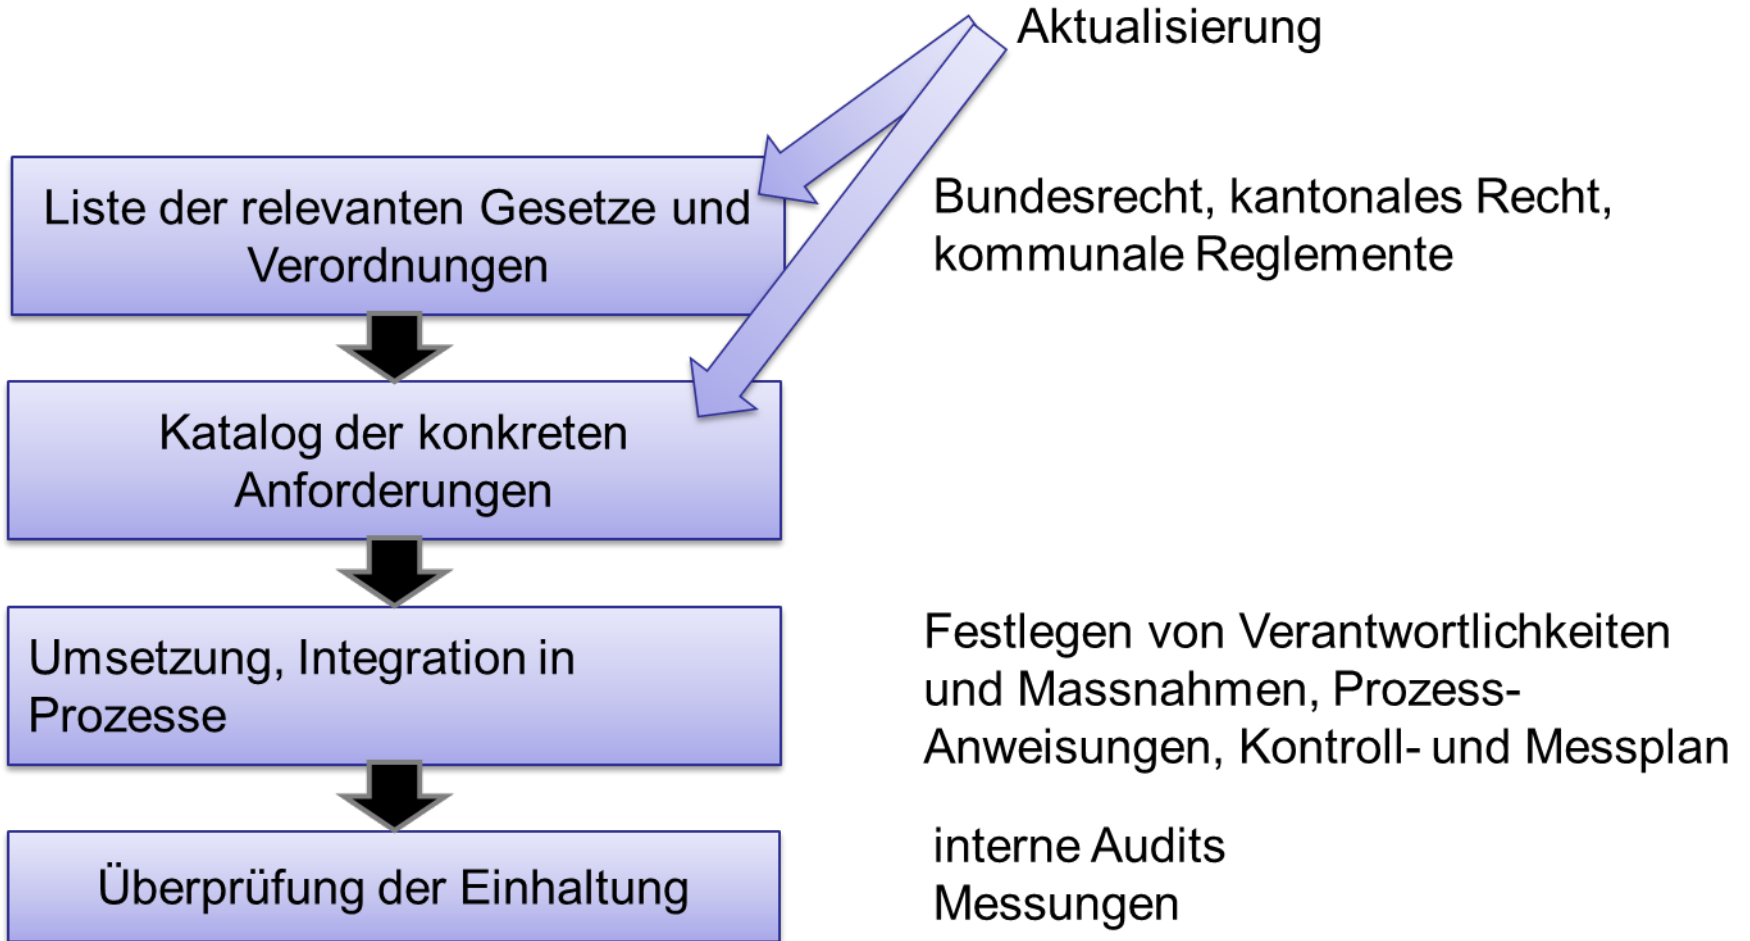 Aktualisierung
Liste der relevanten Gesetze und
Verordnungen
Bundesrecht, kantonales Recht,
kommunale Reglemente
Katalog der konkreten
Anforderungen
Umsetzung, Integration in
Prozesse
Festlegen von Verantwortlichkeiten
und Massnahmen, Prozess-
Anweisungen, Kontroll- und Messplan
Überprüfung der Einhaltung
interne Audits
Messungen